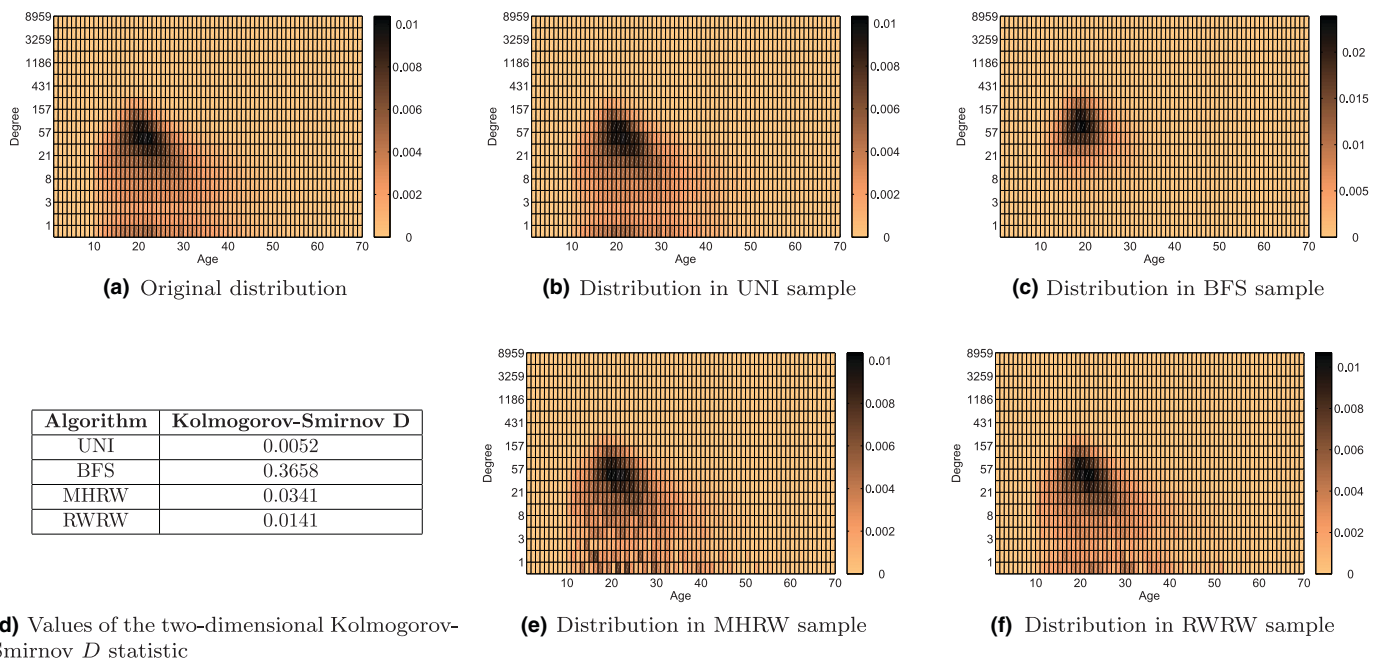 8959
3259
1186
431
157
57
21
8
3
1
Degree
10 20 30 40 50 60 70
Age
0.01
0.008
0.006
0.004
0.002
0
(a) Original distribution
8959
3259
1186
431
157
57
21
8
3
1
Degree
10 20 30 40 50 60 70
Age
0.01
0.008
0.006
0.004
0.002
0
(b) Distribution in UNI sample
8959
3259
1186
431
157
57
21
8
3
1
Degree
10 20 30 40 50 60 70
Age
0.02
0.015
0.01
0.005
0
(c) Distribution in BFS sample
Algorithm Kolmogorov-Smirnov D
UNI 0.0052
BFS 0.3658
MHRW 0.0341
RWRW 0.0141
d) Values of the two-dimensional Kolmogorov-
Smirnov D statistic
8959
3259
1186
431
157
57
21
8
3
1
Degree
10 20 30 40 50 60 70
Age
0.01
0.008
0.006
0.004
0.002
0
(e) Distribution in MHRW sample
8959
3259
1186
431
157
57
21
8
3
1
Degree
10 20 30 40 50 60 70
Age
0.01
0.008
0.006
0.004
0.002
0
(f) Distribution in RWRW sample